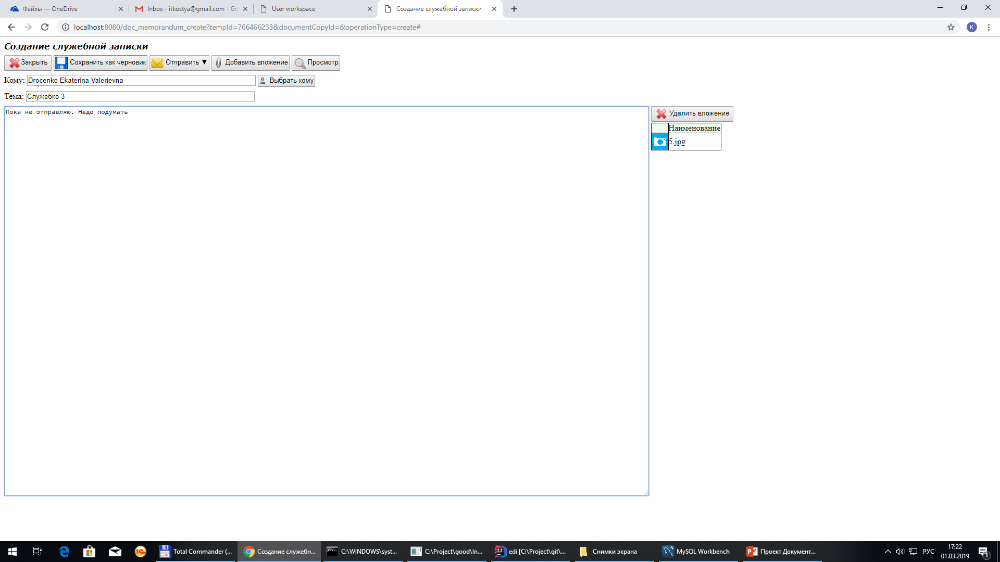 Файлы — OneDrive
Inbox - itkostya@gmail.com - Gm
User workspace
Создание служебной записки
localhost:8080/doc_memorandum_create?tempId=766466233&documentCopyId=&operationType=create#
K
Создание служебной записки
Закрыть
Сохранить как черновик
Отправить ▼
Добавить вложение
Просмотр
Кому: Drocenko Ekaterina Valerievna
Выбрать кому
Тема: Служебко 3
Пока не отправляю. Надо подумать
Удалить вложение
Наименование
5.jpg
Total Commander (...
Создание служебн...
C:\WINDOWS\syst...
C:\Project\good\In...
edi [C:\Project\git\...
Снимки экрана
MySQL Workbench
Проект Документ...
РУС
17:22
01.03.2019
1